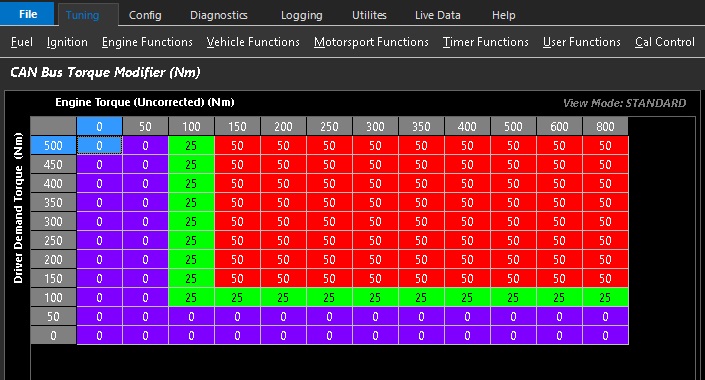 File Tuning Config Diagnostics Logging Utilites Live Data Help
Fuel Ignition Engine Functions Vehicle Functions Motorsport Functions Timer Functions User Functions Cal Control
CAN Bus Torque Modifier (Nm)
Engine Torque (Uncorrected) (Nm) View Mode: STANDARD
Driver Demand Torque (Nm)
0 50 100 150 200 250 300 350 400 500 600 800
500 0 0 25 50 50 50 50 50 50 50 50 50
450 0 0 25 50 50 50 50 50 50 50 50 50
400 0 0 25 50 50 50 50 50 50 50 50 50
350 0 0 25 50 50 50 50 50 50 50 50 50
300 0 0 25 50 50 50 50 50 50 50 50 50
250 0 0 25 50 50 50 50 50 50 50 50 50
200 0 0 25 50 50 50 50 50 50 50 50 50
150 0 0 25 50 50 50 50 50 50 50 50 50
100 0 0 25 25 25 25 25 25 25 25 25 25
50 0 0 0 0 0 0 0 0 0 0 0 0
0 0 0 0 0 0 0 0 0 0 0 0 0